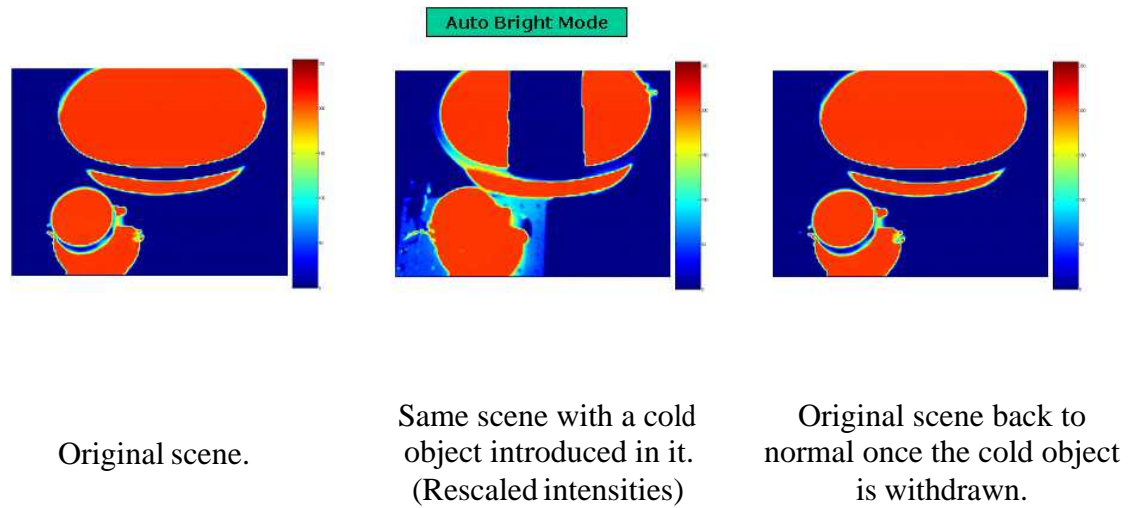 Auto Bright Mode
Original scene.
Same scene with a cold
object introduced in it.
(Rescaled intensities)
Original scene back to
normal once the cold object
is withdrawn.